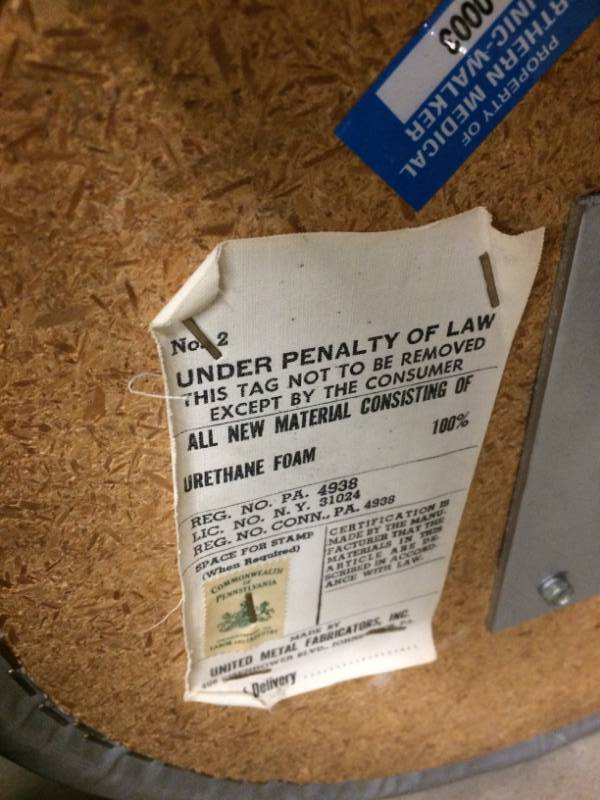 0003
PROPERTY OF
RTHERN MEDICAL
INIC-WALKER
No. 2
UNDER PENALTY OF LAW
THIS TAG NOT TO BE REMOVED
EXCEPT BY THE CONSUMER
ALL NEW MATERIAL CONSISTING OF
100%
URETHANE FOAM
REG. NO. PA. 4938
LIC. NO. N.Y. 31024
REG. NO. CONN., PA. 4938
SPACE FOR STAMP
(When Required)
COMMONWEALTH
OF
PENNSYLVANIA
CERTIFICATION IS
MADE BY THE MANU-
FACTURER THAT THE
MATERIALS IN THIS
ARTICLE ARE DE-
SCRIBED IN ACCORD-
ANCE WITH LAW.
MADE BY
UNITED METAL FABRICATORS, INC.
BLVD.
Delivery